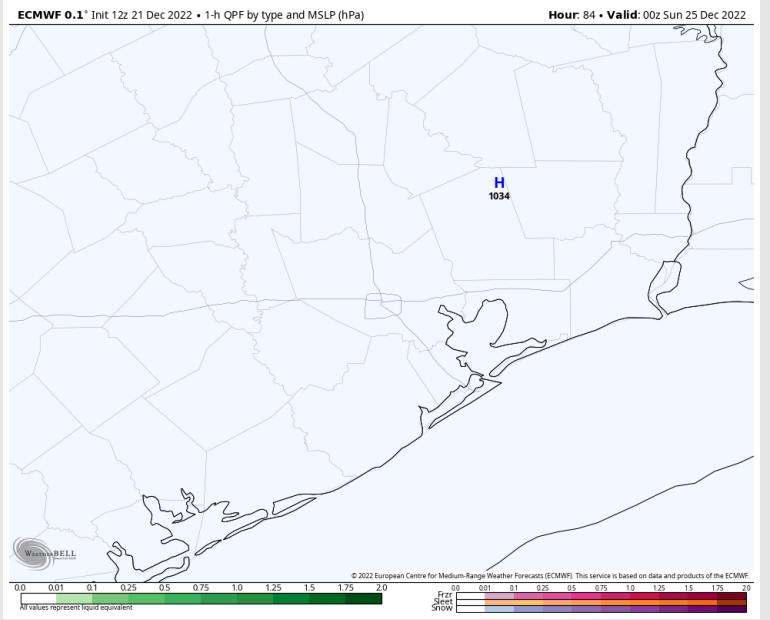 ECMWF 0.1° Init 12z 21 Dec 2022 • 1-h QPF by type and MSLP (hPa)
Hour: 84 • Valid: 00z Sun 25 Dec 2022
H
1034
WeatherBELL
© 2022 European Centre for Medium-Range Weather Forecasts (ECMWF). This service is based on data and products of the ECMWF.
0.0 0.01 0.1 0.25 0.5 0.75 1.0 1.25 1.5 1.75 2.0
All values represent liquid equivalent
0.0 0.01 0.1 0.25 0.5 0.75 1.0 1.25 1.5 1.75 2.0
Frzr
Sleet
Snow